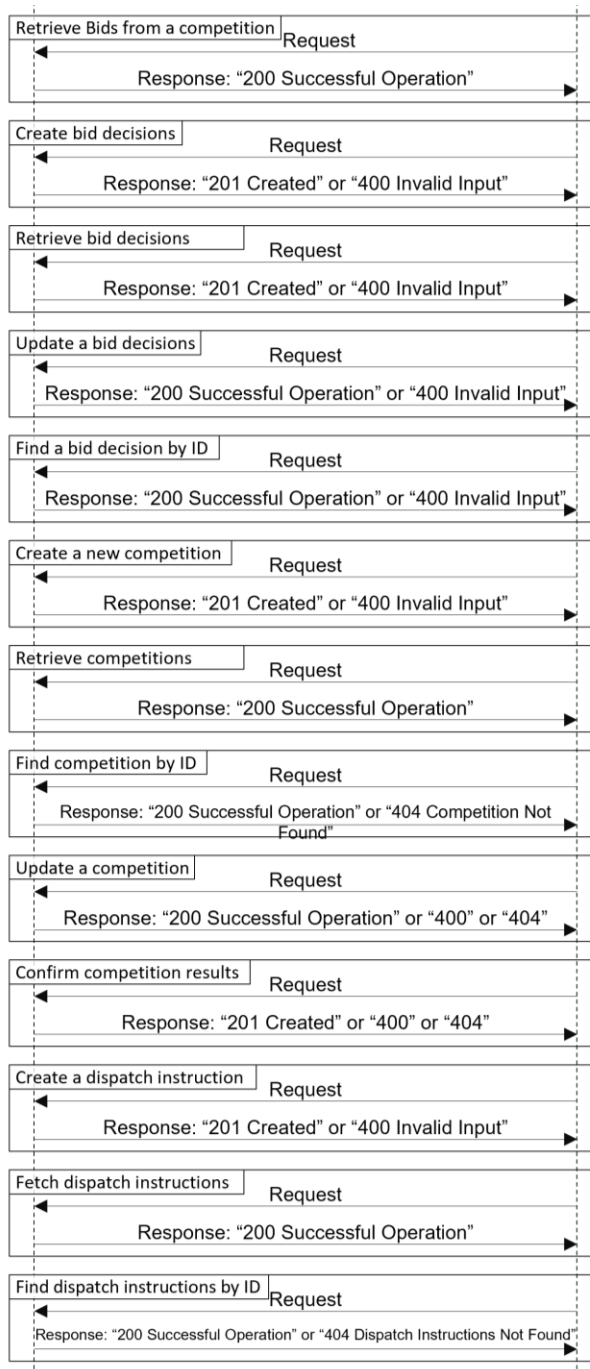 Retrieve Bids from a competition
Request
Response: “200 Successful Operation”
Create bid decisions
Request
Response: “201 Created” or “400 Invalid Input”
Retrieve bid decisions
Request
Response: “201 Created” or “400 Invalid Input”
Update a bid decisions
Request
Response: “200 Successful Operation” or “400 Invalid Input”
Find a bid decision by ID
Request
Response: “200 Successful Operation” or “400 Invalid Input”
Create a new competition
Request
Response: “201 Created” or “400 Invalid Input”
Retrieve competitions
Request
Response: “200 Successful Operation”
Find competition by ID
Request
Response: “200 Successful Operation” or “404 Competition Not
Found”
Update a competition
Request
Response: “200 Successful Operation” or “400” or “404”
Confirm competition results
Request
Response: “201 Created” or “400” or “404”
Create a dispatch instruction
Request
Response: “201 Created” or “400 Invalid Input”
Fetch dispatch instructions
Request
Response: “200 Successful Operation”
Find dispatch instructions by ID
Request
Response: “200 Successful Operation” or “404 Dispatch Instructions Not Found”